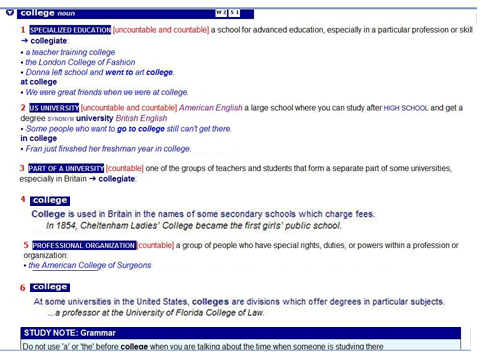 college noun W 2 S 1
1 SPECIALIZED EDUCATION [uncountable and countable] a school for advanced education, especially in a particular profession or skill
➔ collegiate:
▪ a teacher training college
▪ the London College of Fashion
▪ Donna left school and went to art college.
at college
▪ We were great friends when we were at college.
2 US UNIVERSITY [uncountable and countable] American English a large school where you can study after HIGH SCHOOL and get a
degree SYNONYM university British English
▪ Some people who want to go to college still can't get there.
in college
▪ Fran just finished her freshman year in college.
3 PART OF A UNIVERSITY [countable] one of the groups of teachers and students that form a separate part of some universities,
especially in Britain ➔ collegiate:
4 college
College is used in Britain in the names of some secondary schools which charge fees.
In 1854, Cheltenham Ladies' College became the first girls' public school.
5 PROFESSIONAL ORGANIZATION [countable] a group of people who have special rights, duties, or powers within a profession or
organization:
▪ the American College of Surgeons
6 college
At some universities in the United States, colleges are divisions which offer degrees in particular subjects.
...a professor at the University of Florida College of Law.
STUDY NOTE: Grammar
Do not use 'a' or 'the' before college when you are talking about the time when someone is studying there